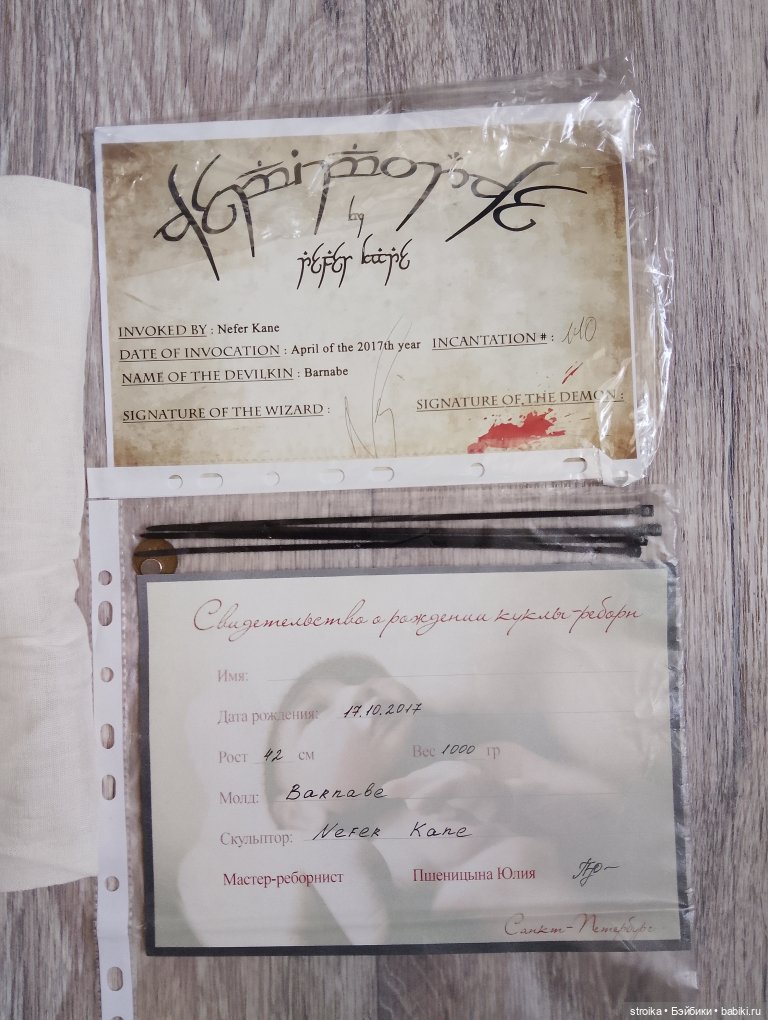 by
INVOKED BY : Nefer Kane
DATE OF INVOCATION : April of the 2017th year INCANTATION # : 140
NAME OF THE DEVILKIN : Barnabe
SIGNATURE OF THE WIZARD : SIGNATURE OF THE DEMON :
Свидетельство о рождении куклы-реборн
Имя:
Дата рождения: 17.10.2017
Рост 42 см Вес 1000 гр
Молд: Barnabe
Скульптор: Nefer Kane
Мастер-реборнист Пшеницына Юлия
Санкт-Петербург
stroika • Бэйбики • babiki.ru